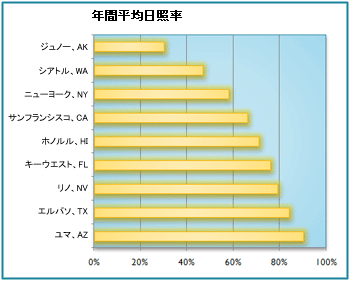 年間平均日照率
ジュノー、AK
シアトル、WA
ニューヨーク、NY
サンフランシスコ、CA
ホノルル、HI
キーウエスト、FL
リノ、NV
エルパソ、TX
ユマ、AZ
0% 20% 40% 60% 80% 100%